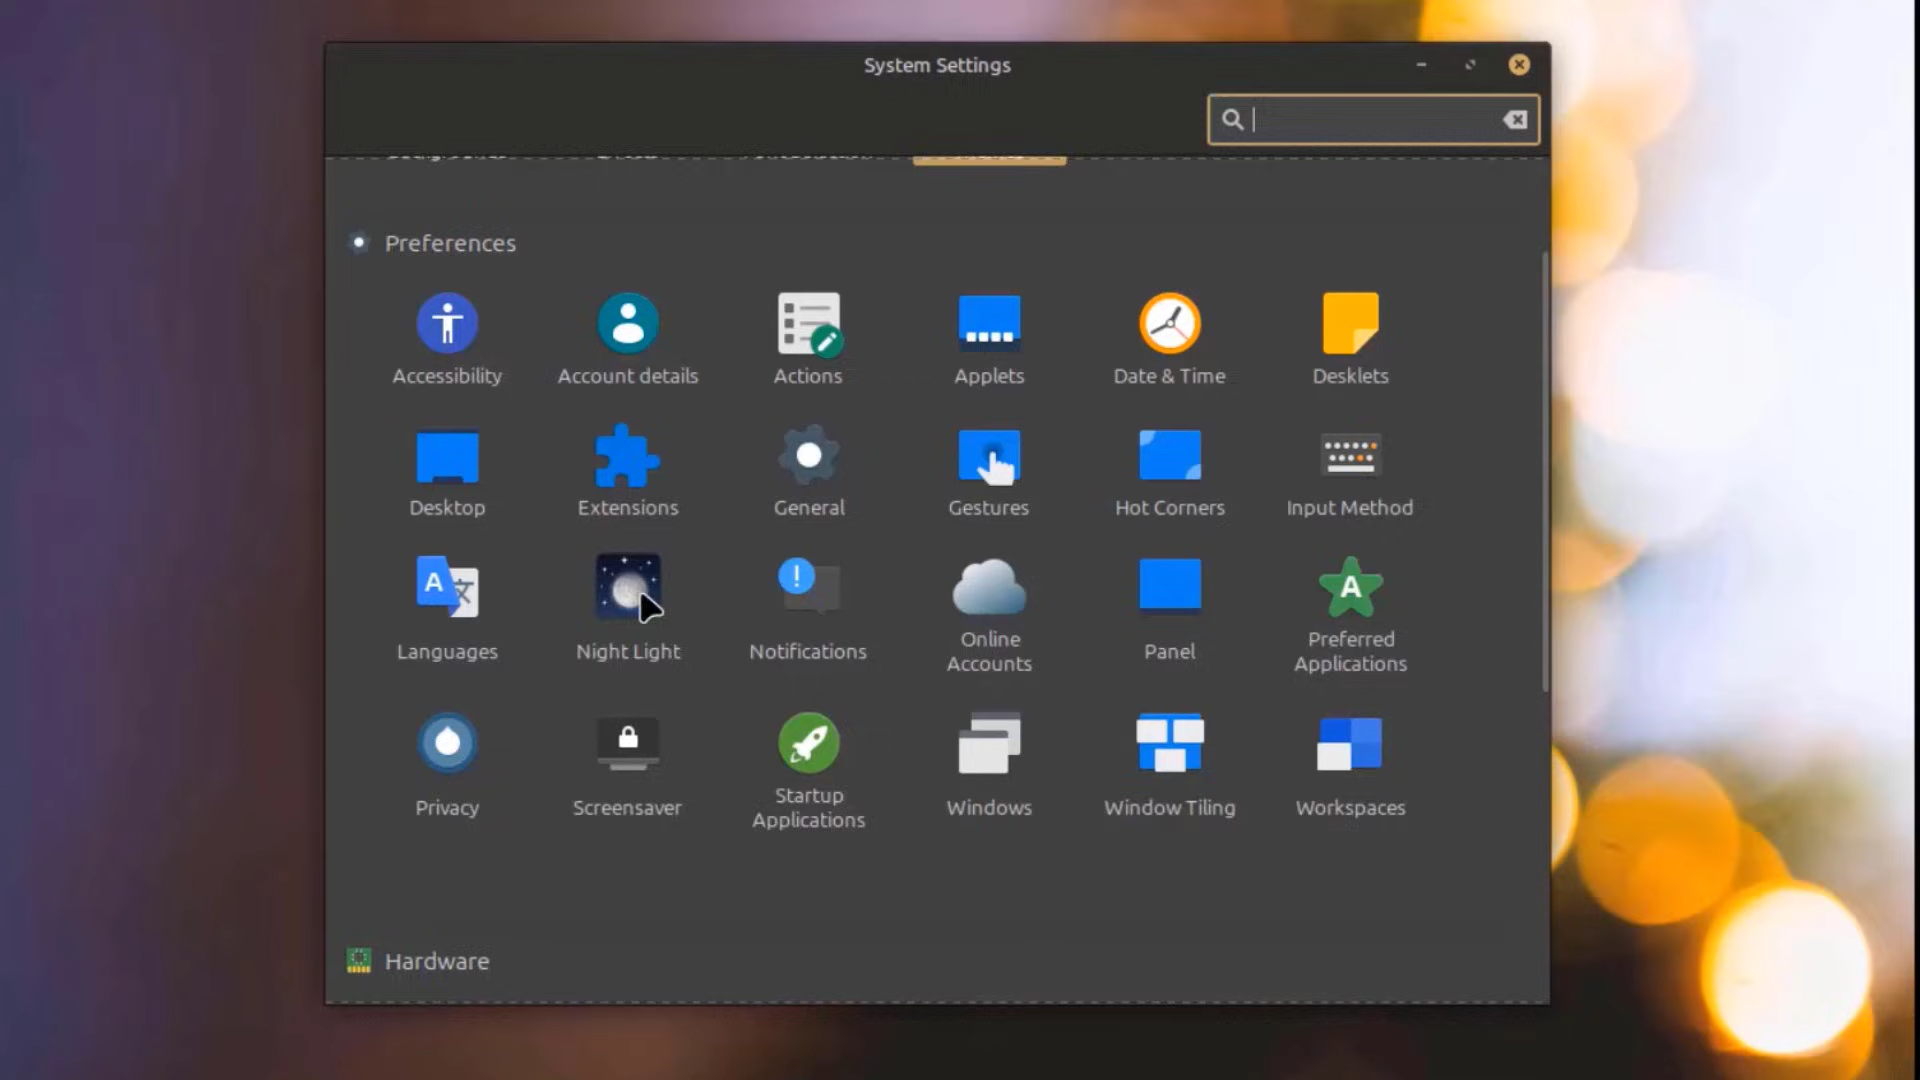 System Settings
Preferences
Accessibility
Account details
Actions
Applets
Date & Time
Desklets
Desktop
Extensions
General
Gestures
Hot Corners
Input Method
Languages
Night Light
Notifications
Online
Accounts
Panel
Preferred
Applications
Privacy
Screensaver
Startup
Applications
Windows
Window Tiling
Workspaces
Hardware